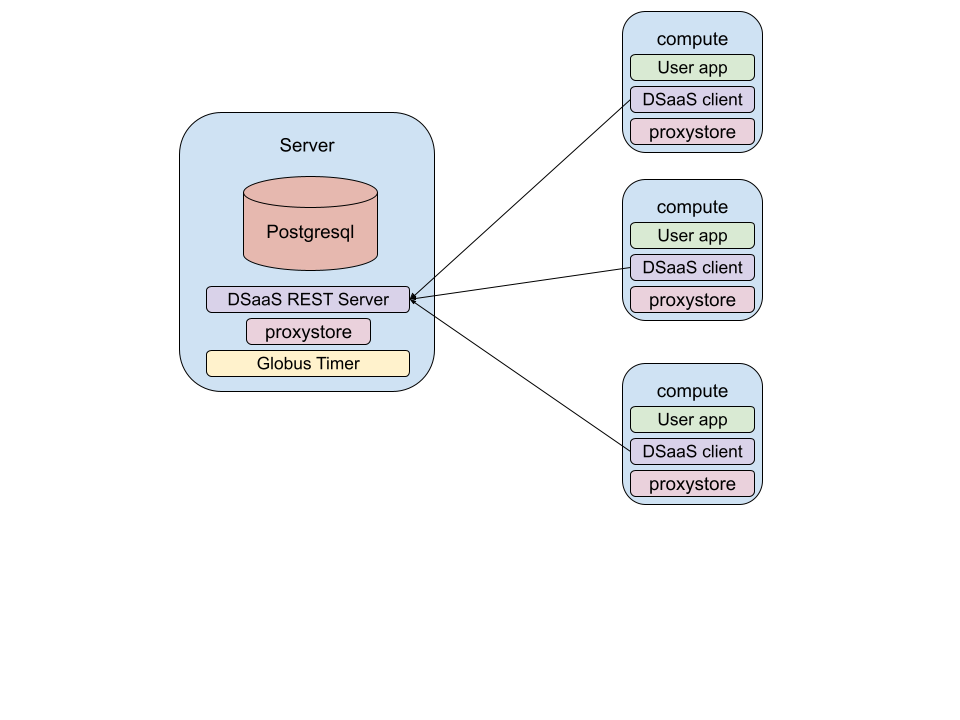 Server
Postgresql
DSaaS REST Server
proxystore
Globus Timer
compute
User app
DSaaS client
proxystore
compute
User app
DSaaS client
proxystore
compute
User app
DSaaS client
proxystore